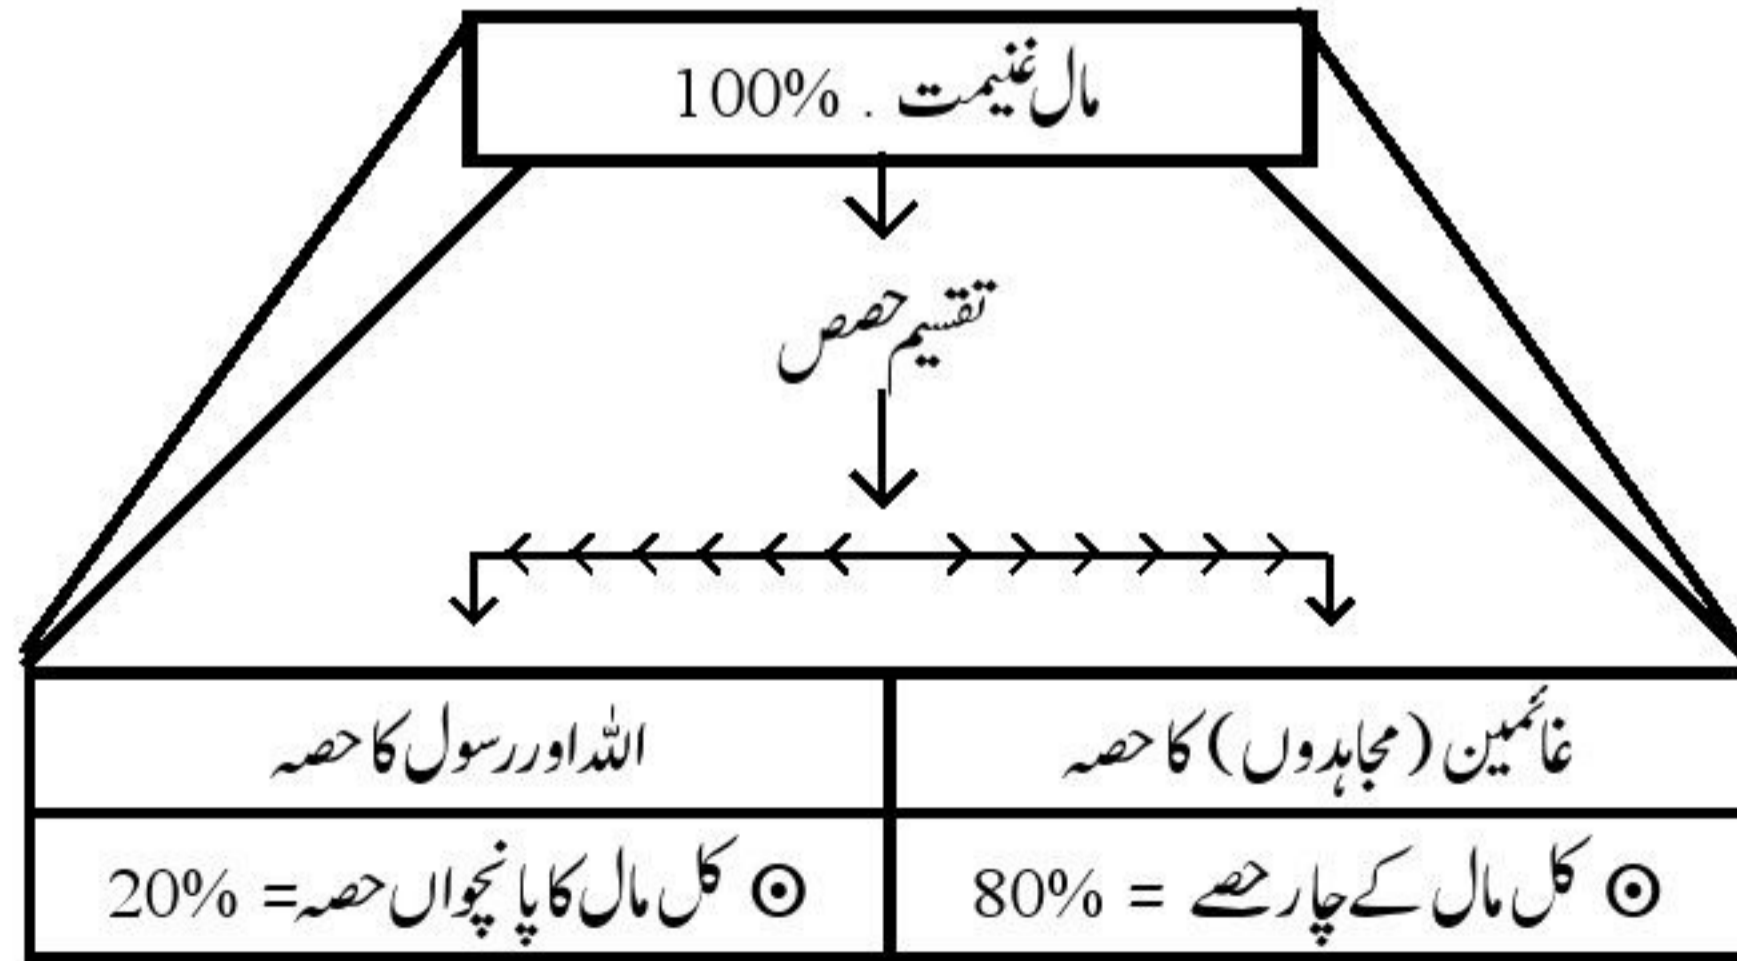 مال غنیمت . 100%
تقسیم حصص
غائمین (مجاہدوں) کا حصہ
اللہ اور رسول کا حصہ
⊙ کل مال کے چار حصے = 80%
⊙ کل مال کا پانچواں حصہ= 20%